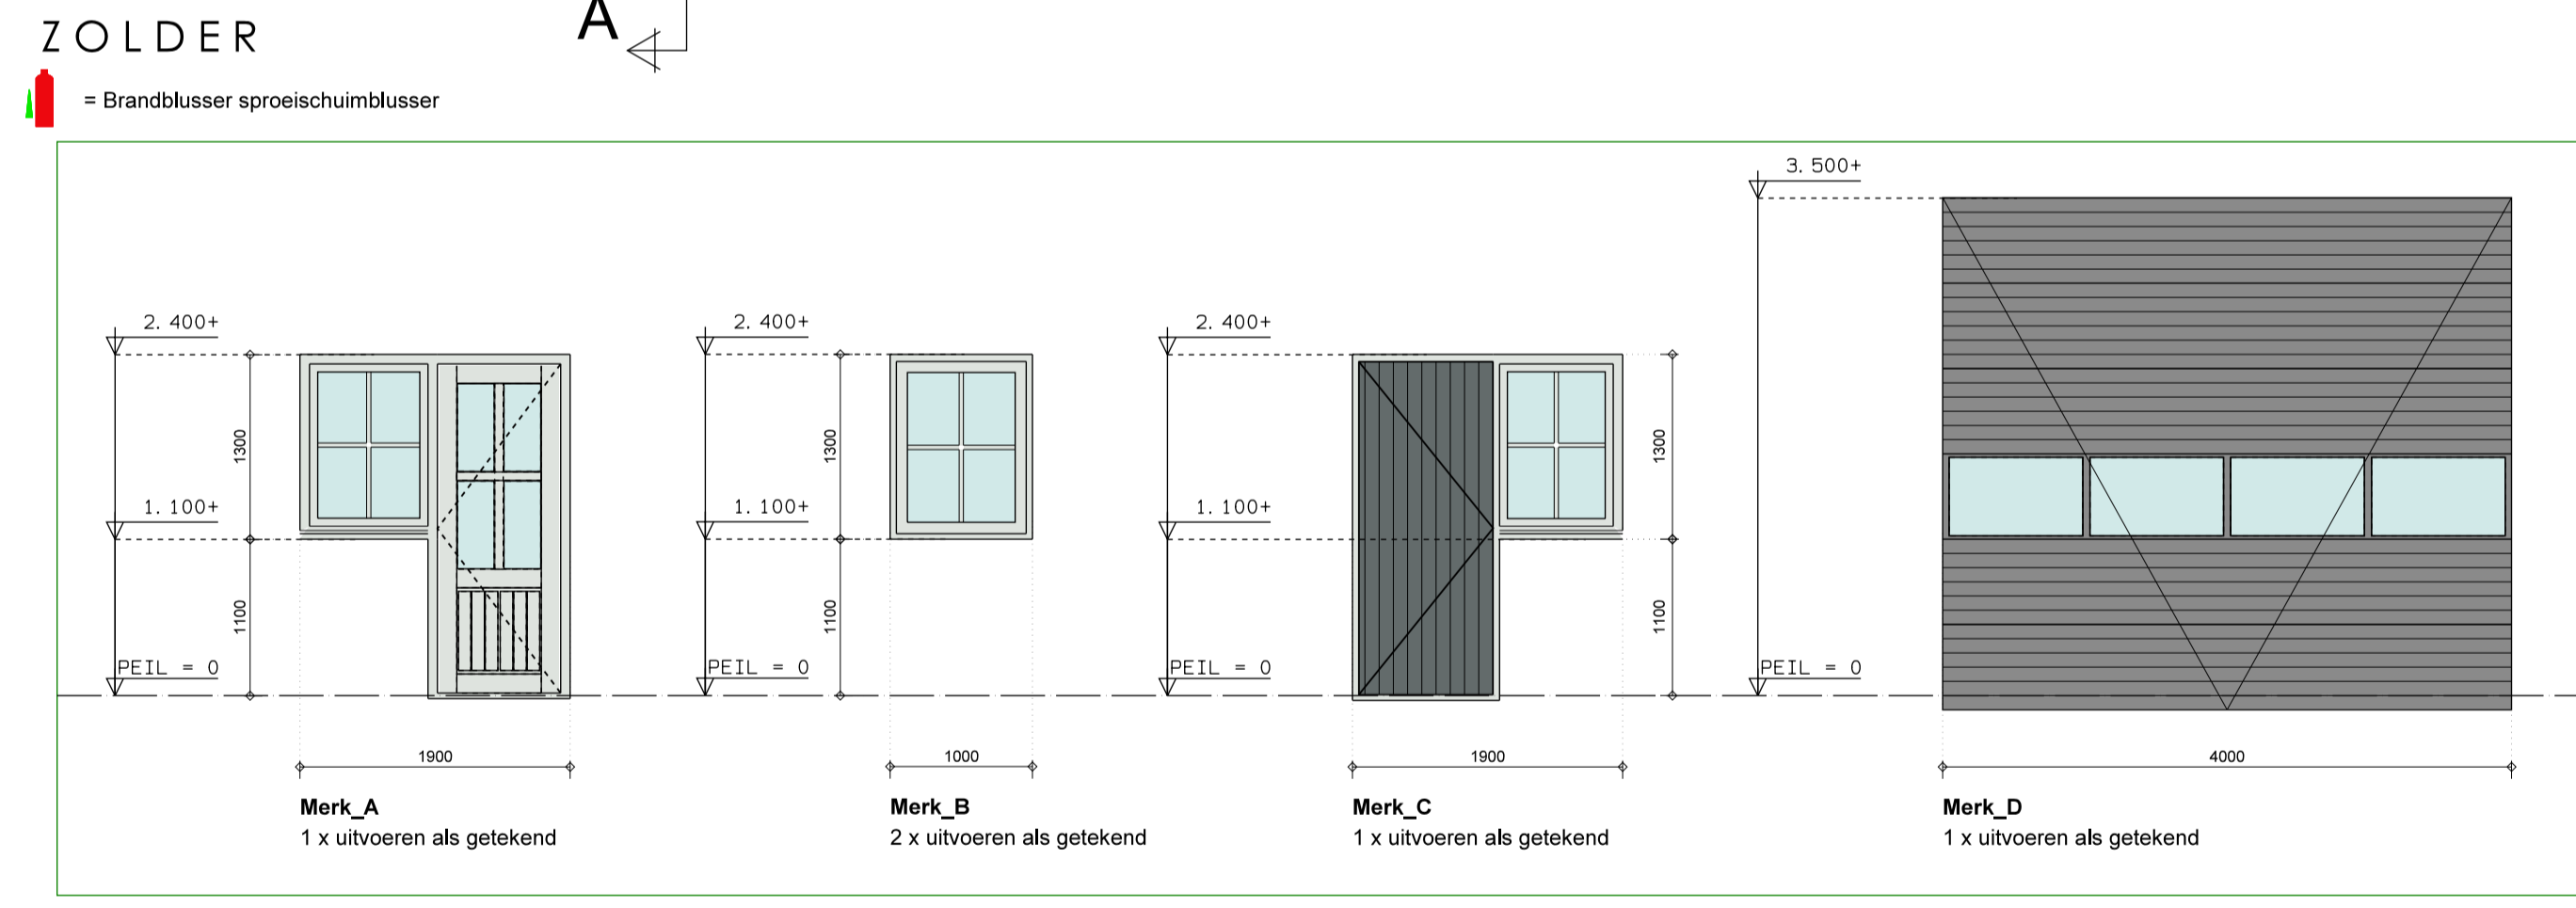 ZOLDER
A
= Brandblusser sproeischuimblusser
2. 400+
1300
1. 100+
1100
PEIL = 0
1900
Merk_A
1 x uitvoeren als getekend
2. 400+
1300
1. 100+
1100
PEIL = 0
1000
Merk_B
2 x uitvoeren als getekend
2. 400+
1300
1. 100+
1100
PEIL = 0
1900
Merk_C
1 x uitvoeren als getekend
3. 500+
PEIL = 0
4000
Merk_D
1 x uitvoeren als getekend